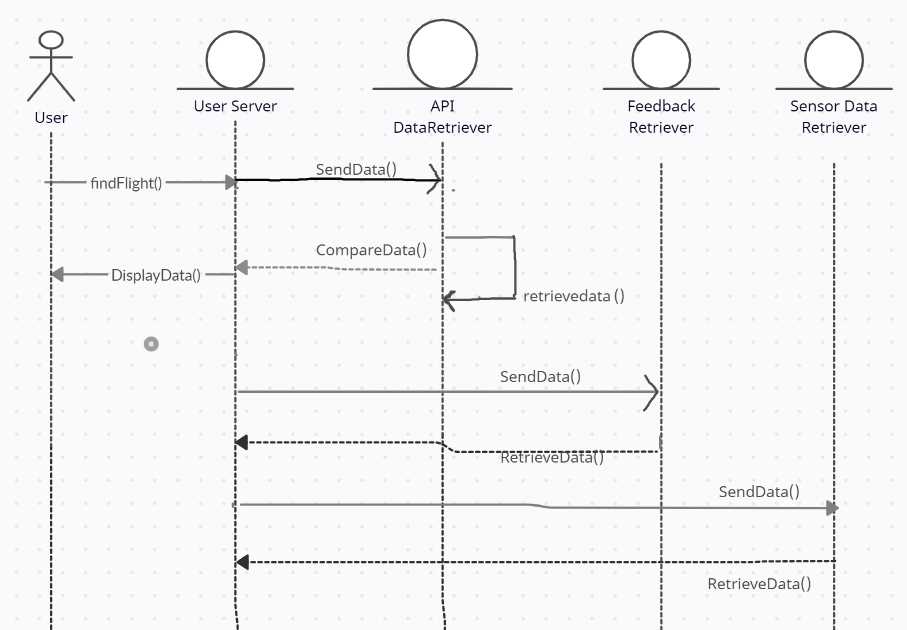 User
User Server
API
DataRetriever
Feedback
Retriever
Sensor Data
Retriever
findFlight()
SendData()
CompareData()
DisplayData()
retrievedata ()
SendData()
RetrieveData()
SendData()
RetrieveData()